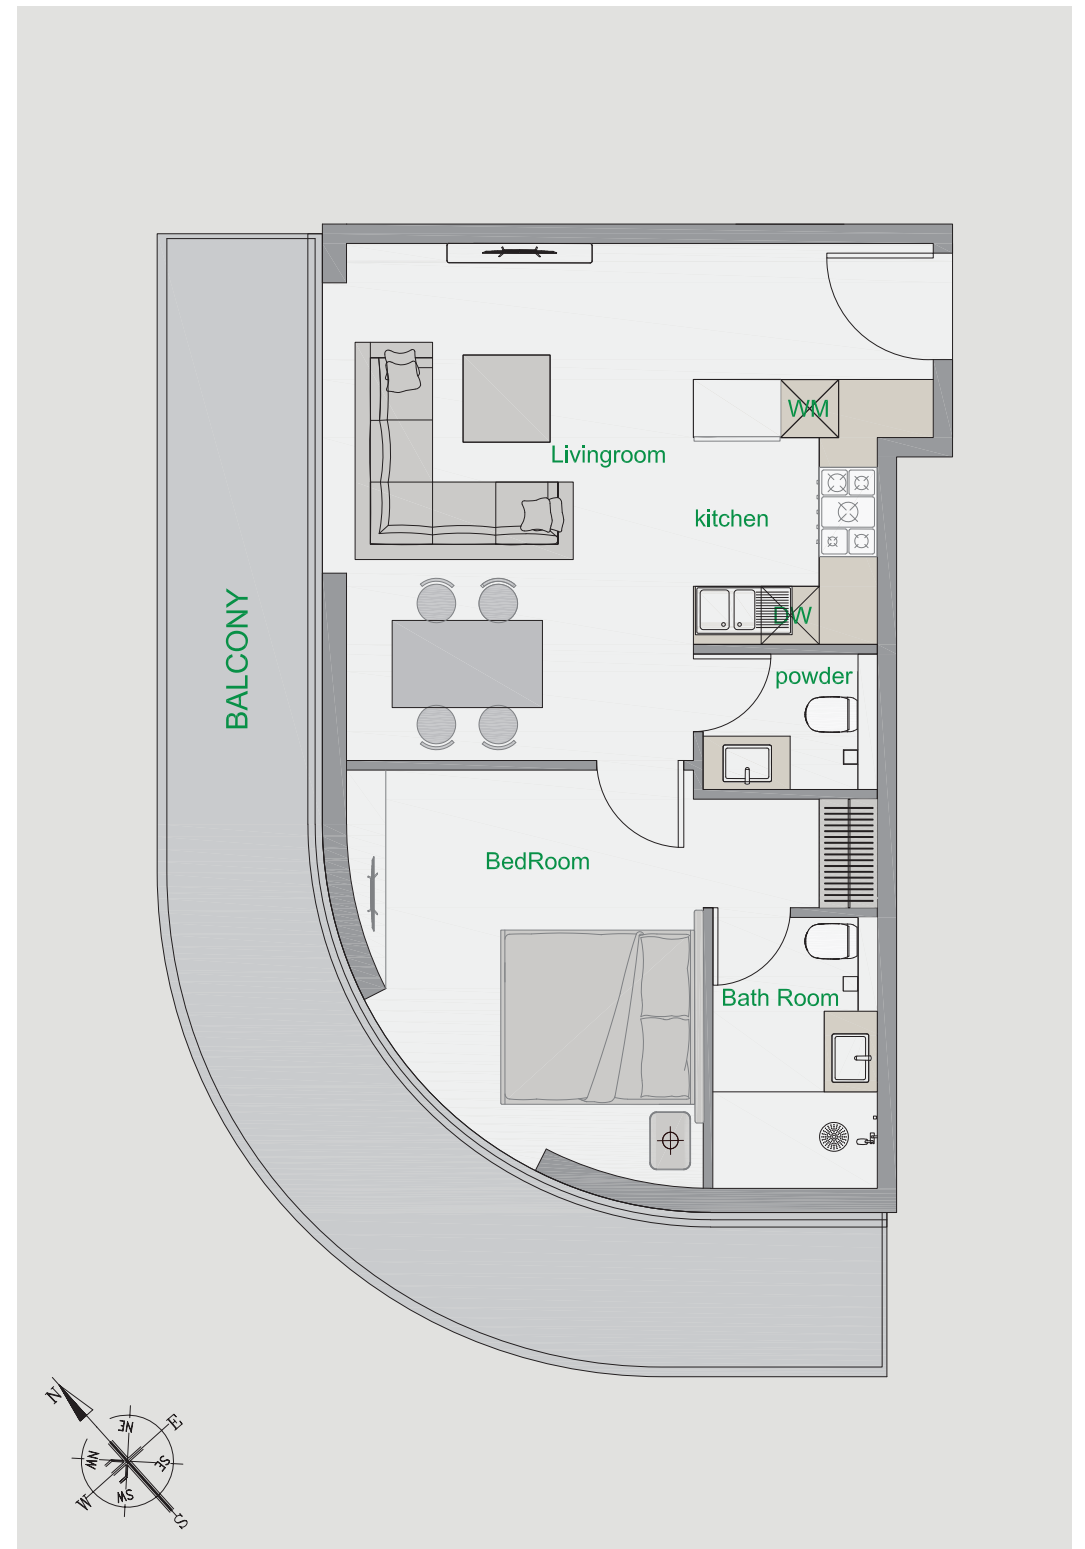 WM
Livingroom
kitchen
BALCONY
DW
powder
BedRoom
Bath Room
N
NE
E
NW
SE
W
SW
S